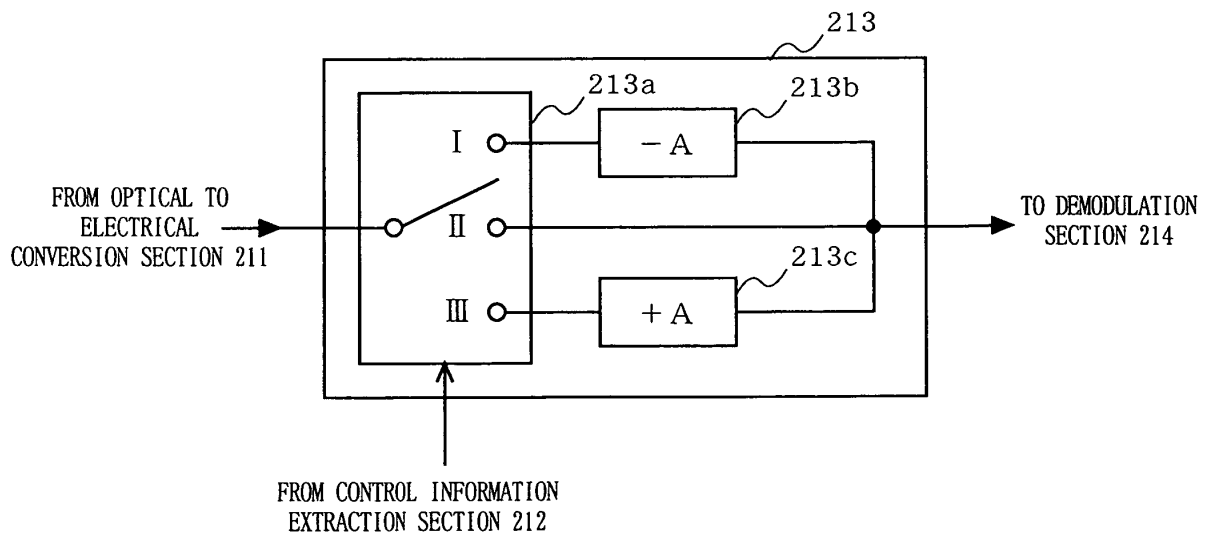 213
213a
213b
I
− A
FROM OPTICAL TO
ELECTRICAL
CONVERSION SECTION 211
II
TO DEMODULATION
SECTION 214
213c
III
+ A
FROM CONTROL INFORMATION
EXTRACTION SECTION 212